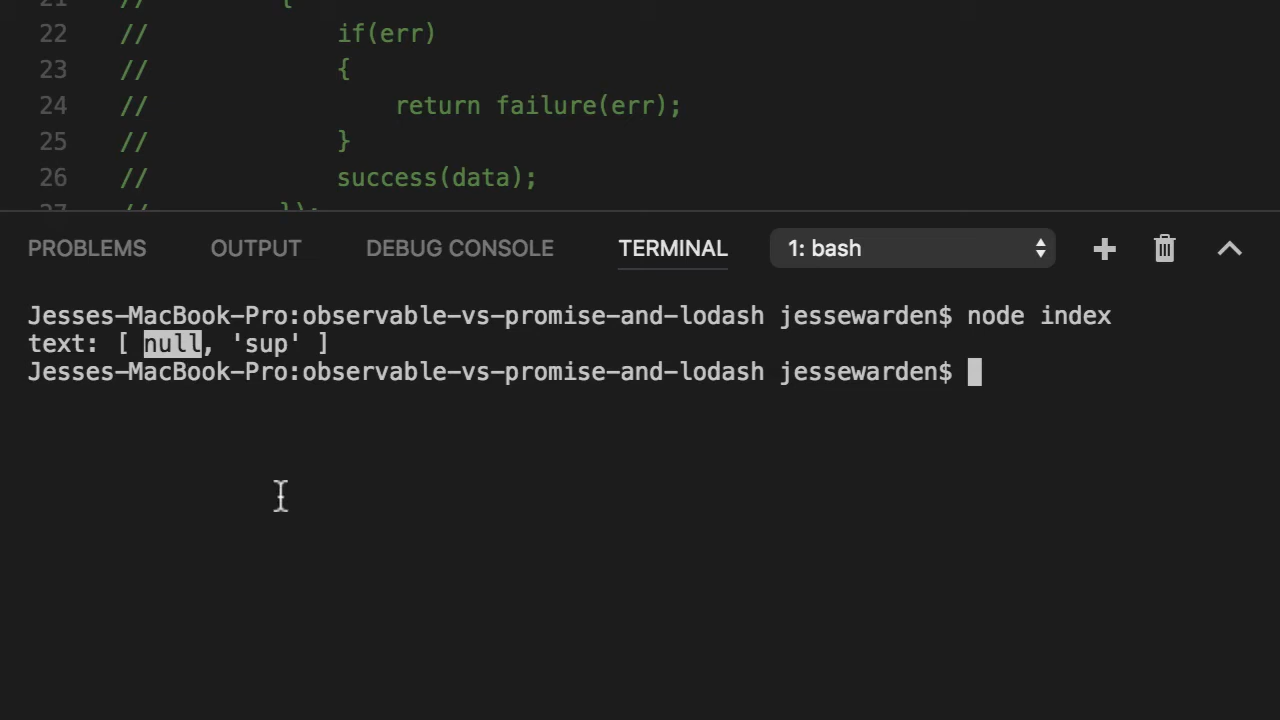 21 // {
22 // if(err)
23 // {
24 // return failure(err);
25 // }
26 // success(data);
27 // });
PROBLEMS OUTPUT DEBUG CONSOLE TERMINAL 1: bash
Jesses-MacBook-Pro:observable-vs-promise-and-lodash jessewarden$ node index
text: [ null, 'sup' ]
Jesses-MacBook-Pro:observable-vs-promise-and-lodash jessewarden$